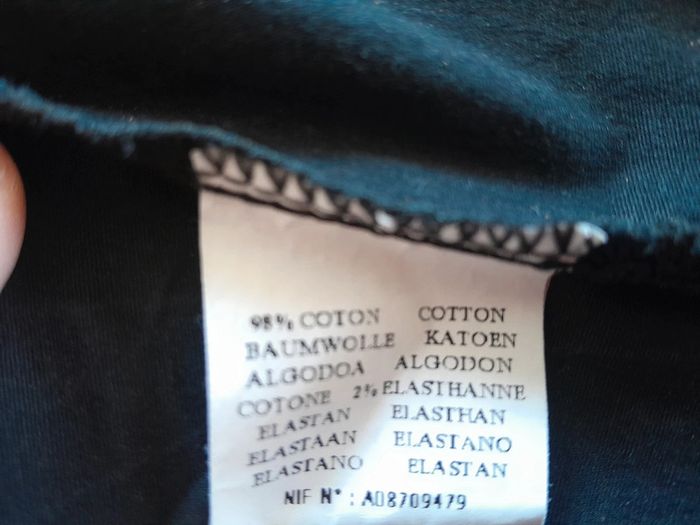 98% COTON COTTON
BAUMWOLLE KATOEN
ALGODOA ALGODON
COTONE 2% ELASTHANNE
ELASTAN ELASTHAN
ELASTAAN ELASTANO
ELASTANO ELASTAN
NIF N° : A08709479